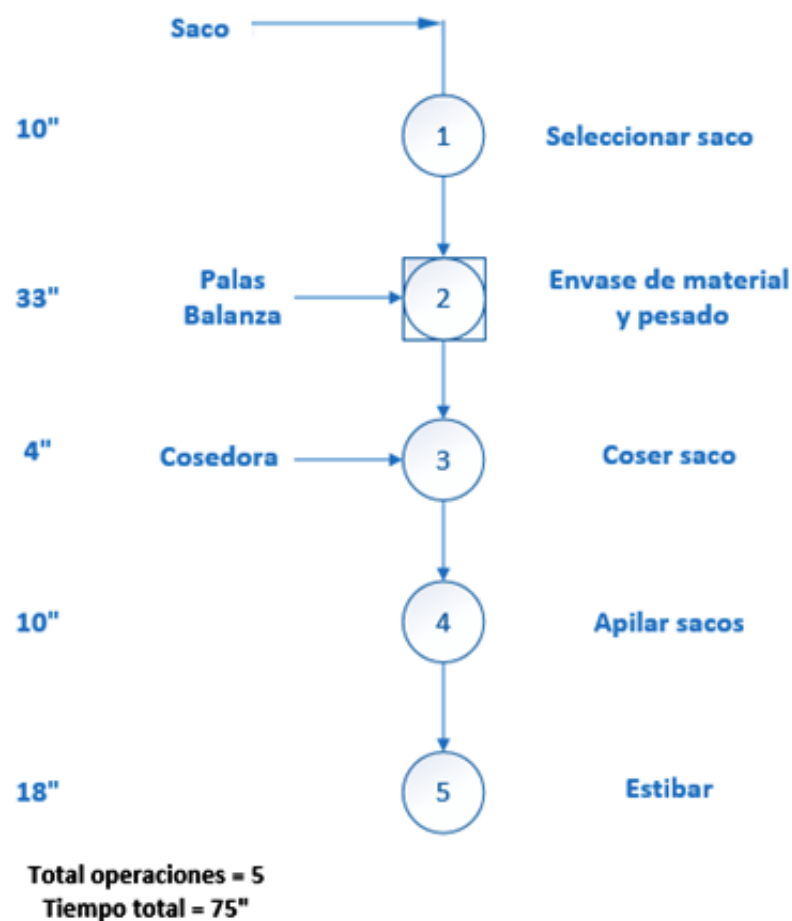 Saco
10"
1
Seleccionar saco
33"
Palas
Balanza
2
Envase de material
y pesado
4"
Cosedora
3
Coser saco
10"
4
Apilar sacos
18"
5
Estibar
Total operaciones = 5
Tiempo total = 75"